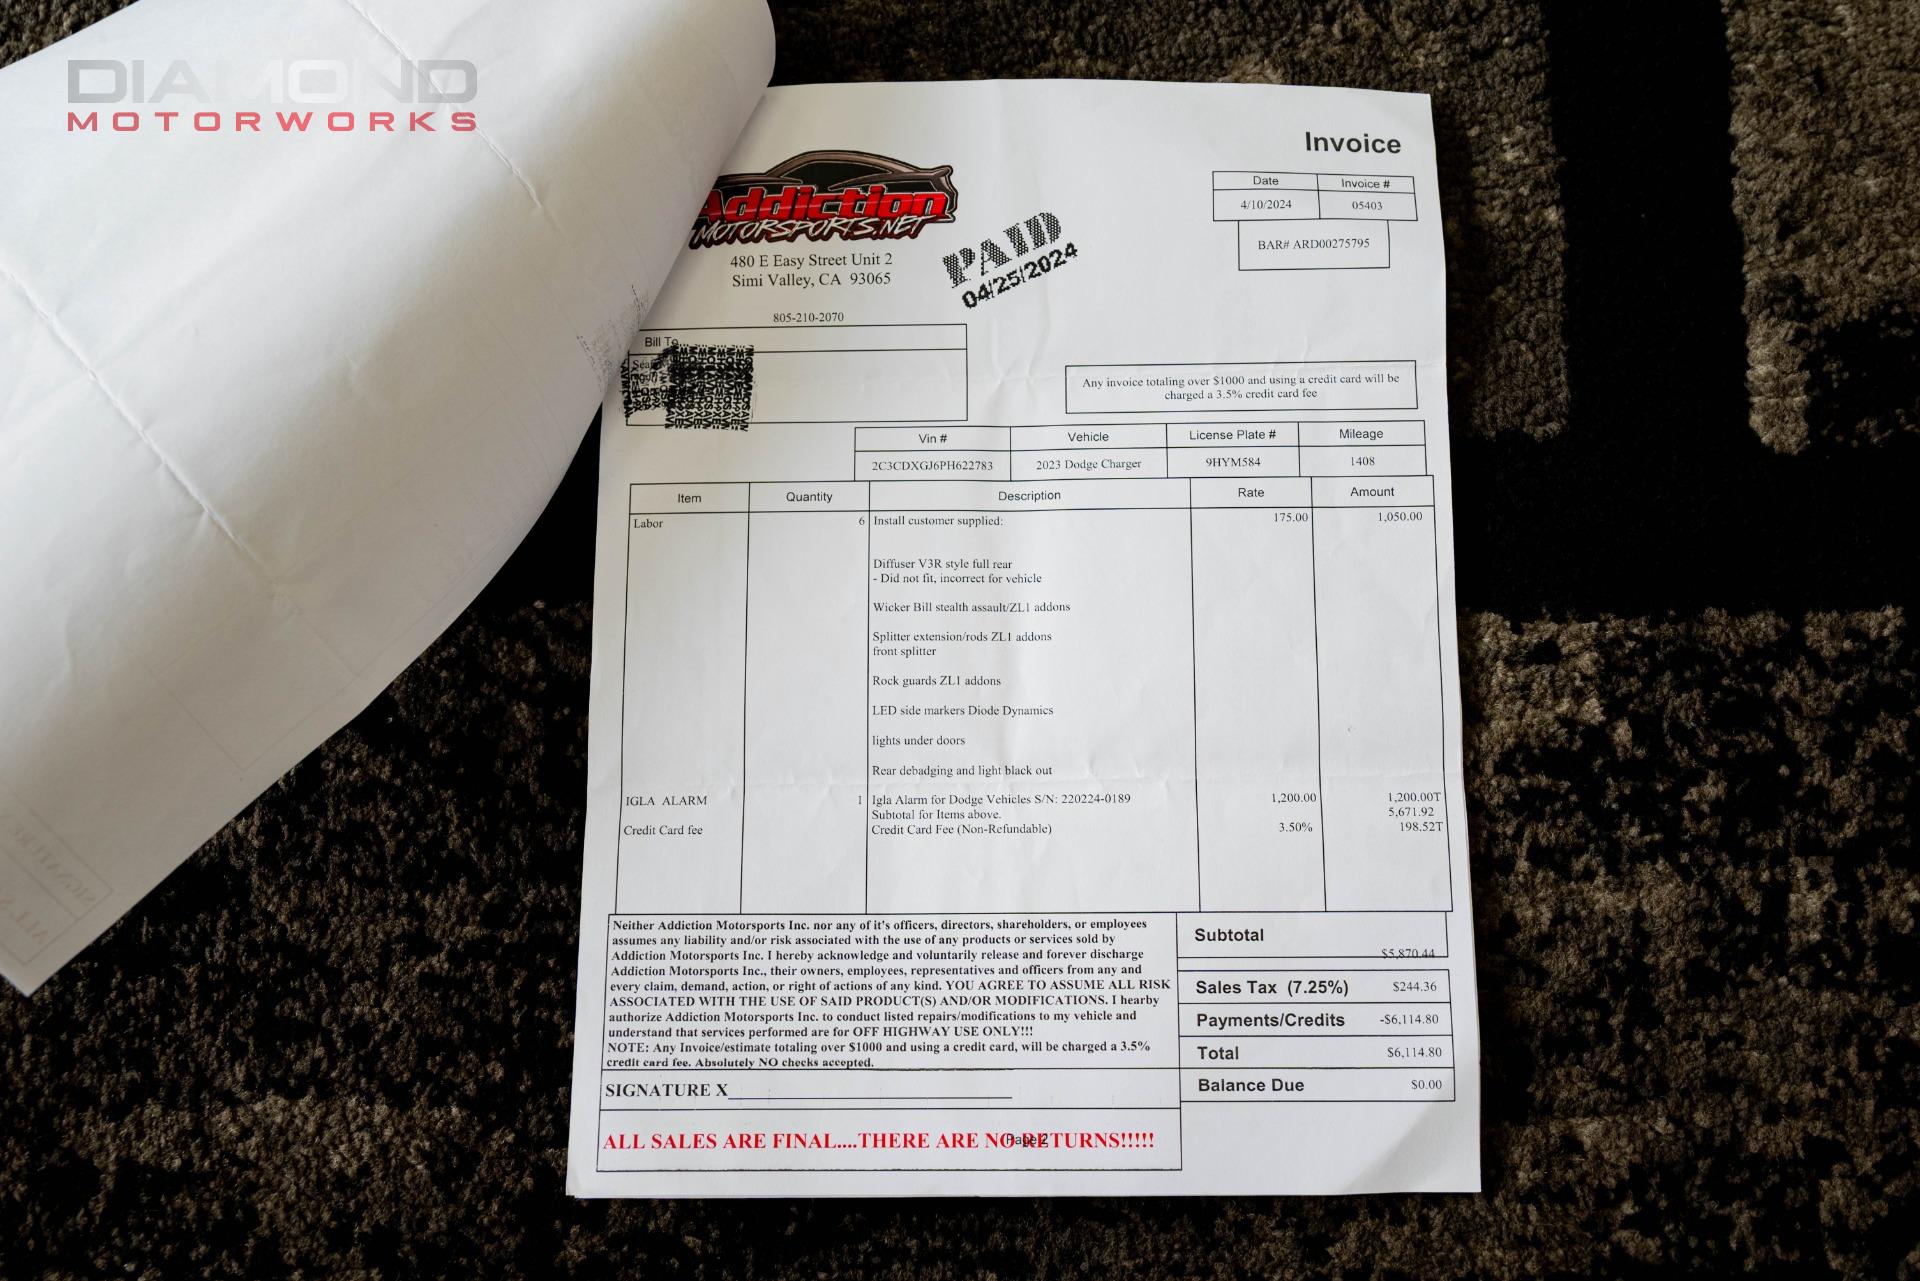 DIAMOND
MOTORWORKS
Invoice
Date Invoice #
4/10/2024 05403
BAR# ARD00275795
Addiction
MOTORSPORTS.NET
480 E Easy Street Unit 2
Simi Valley, CA 93065
805-210-2070
PAID
04/25/2024
Bill To
Any invoice totaling over $1000 and using a credit card will be
charged a 3.5% credit card fee
Vin # Vehicle License Plate # Mileage
2C3CDXGJ6PH622783 2023 Dodge Charger 9HYM584 1408
Item Quantity Description Rate Amount
Labor 6 Install customer supplied: 175.00 1,050.00
Diffuser V3R style full rear
- Did not fit, incorrect for vehicle
Wicker Bill stealth assault/ZL1 addons
Splitter extension/rods ZL1 addons
front splitter
Rock guards ZL1 addons
LED side markers Diode Dynamics
lights under doors
Rear debadging and light black out
IGLA ALARM 1 Igla Alarm for Dodge Vehicles S/N: 220224-0189 1,200.00 1,200.00T
Subtotal for Items above. 5,671.92
Credit Card fee Credit Card Fee (Non-Refundable) 3.50% 198.52T
Neither Addiction Motorsports Inc. nor any of it's officers, directors, shareholders, or employees
assumes any liability and/or risk associated with the use of any products or services sold by
Addiction Motorsports Inc. I hereby acknowledge and voluntarily release and forever discharge
Addiction Motorsports Inc., their owners, employees, representatives and officers from any and
every claim, demand, action, or right of actions of any kind. YOU AGREE TO ASSUME ALL RISK
ASSOCIATED WITH THE USE OF SAID PRODUCT(S) AND/OR MODIFICATIONS. I hearby
authorize Addiction Motorsports Inc. to conduct listed repairs/modifications to my vehicle and
understand that services performed are for OFF HIGHWAY USE ONLY!!!
NOTE: Any Invoice/estimate totaling over $1000 and using a credit card, will be charged a 3.5%
credit card fee. Absolutely NO checks accepted.
Subtotal $5,870.44
Sales Tax (7.25%) $244.36
Payments/Credits -$6,114.80
Total $6,114.80
Balance Due $0.00
SIGNATURE X
ALL SALES ARE FINAL....THERE ARE NO RETURNS!!!!!
Page 2